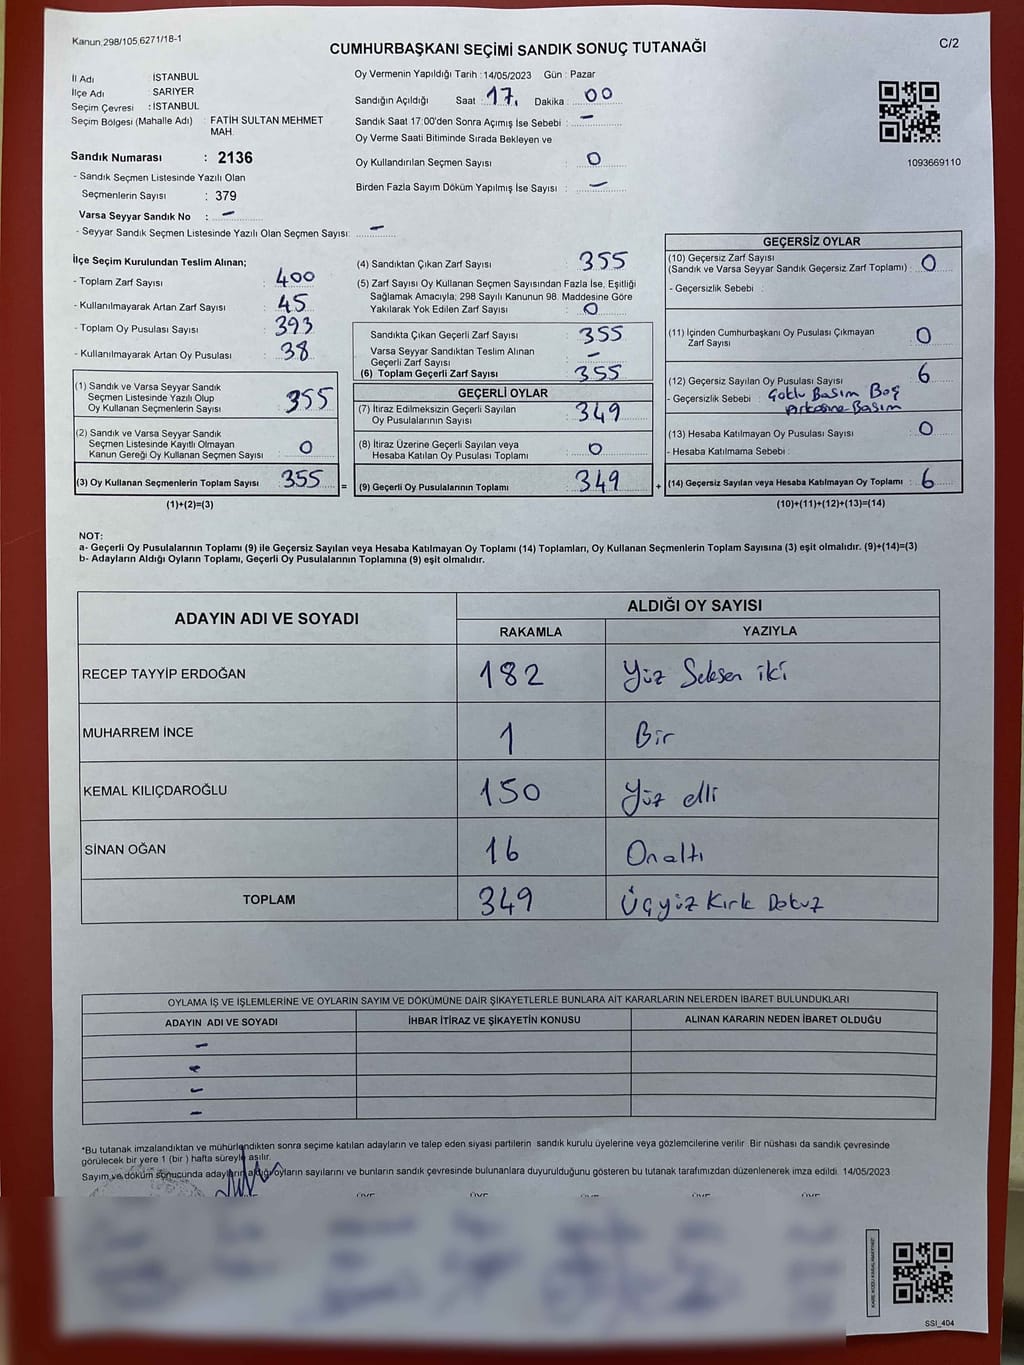 Kanun.298/105,6271/18-1
C/2
CUMHURBAŞKANI SEÇİMİ SANDIK SONUÇ TUTANAĞI
İl Adı : İSTANBUL
İlçe Adı : SARIYER
Seçim Çevresi : İSTANBUL
Seçim Bölgesi (Mahalle Adı) : FATİH SULTAN MEHMET
MAH.
Sandık Numarası : 2136
- Sandık Seçmen Listesinde Yazılı Olan
Seçmenlerin Sayısı : 379
Varsa Seyyar Sandık No : -
- Seyyar Sandık Seçmen Listesinde Yazılı Olan Seçmen Sayısı: -
Oy Vermenin Yapıldığı Tarih : 14/05/2023 Gün : Pazar
Sandığın Açıldığı Saat : 17. Dakika : 00
Sandık Saat 17:00'den Sonra Açımış İse Sebebi : -
Oy Verme Saati Bitiminde Sırada Bekleyen ve
Oy Kullandırılan Seçmen Sayısı : 0
Birden Fazla Sayım Döküm Yapılmış İse Sayısı : -
1093669110
İlçe Seçim Kurulundan Teslim Alınan;
- Toplam Zarf Sayısı : 400
- Kullanılmayarak Artan Zarf Sayısı : 45
- Toplam Oy Pusulası Sayısı : 393
- Kullanılmayarak Artan Oy Pusulası : 38
(1) Sandık ve Varsa Seyyar Sandık
Seçmen Listesinde Yazılı Olup
Oy Kullanan Seçmenlerin Sayısı : 355
(2) Sandık ve Varsa Seyyar Sandık
Seçmen Listesinde Kayıtlı Olmayan
Kanun Gereği Oy Kullanan Seçmen Sayısı : 0
(3) Oy Kullanan Seçmenlerin Toplam Sayısı : 355
(1)+(2)=(3)
(4) Sandıktan Çıkan Zarf Sayısı : 355
(5) Zarf Sayısı Oy Kullanan Seçmen Sayısından Fazla İse, Eşitliği
Sağlamak Amacıyla; 298 Sayılı Kanunun 98. Maddesine Göre
Yakılarak Yok Edilen Zarf Sayısı : 0
Sandıkta Çıkan Geçerli Zarf Sayısı : 355
Varsa Seyyar Sandıktan Teslim Alınan
Geçerli Zarf Sayısı : -
(6) Toplam Geçerli Zarf Sayısı : 355
GEÇERLİ OYLAR
(7) İtiraz Edilmeksizin Geçerli Sayılan
Oy Pusulasının Sayısı : 349
(8) İtiraz Üzerine Geçerli Sayılan veya
Hesaba Katılan Oy Pusulası Toplamı : 0
= (9) Geçerli Oy Pusulalarının Toplamı : 349
GEÇERSİZ OYLAR
(10) Geçersiz Zarf Sayısı
(Sandık ve Varsa Seyyar Sandık Geçersiz Zarf Toplamı) : 0
- Geçersizlik Sebebi :
(11) İçinden Cumhurbaşkanı Oy Pusulası Çıkmayan
Zarf Sayısı : 0
(12) Geçersiz Sayılan Oy Pusulası Sayısı : 6
- Geçersizlik Sebebi : Çoklu Basım Boş
Arkasına Basım
(13) Hesaba Katılmayan Oy Pusulası Sayısı : 0
- Hesaba Katılmama Sebebi :
+ (14) Geçersiz Sayılan veya Hesaba Katılmayan Oy Toplamı : 6
(10)+(11)+(12)+(13)=(14)
NOT:
a- Geçerli Oy Pusulalarının Toplamı (9) ile Geçersiz Sayılan veya Hesaba Katılmayan Oy Toplamı (14) Toplamları, Oy Kullanan Seçmenlerin Toplam Sayısına (3) eşit olmalıdır. (9)+(14)=(3)
b- Adayların Aldığı Oyların Toplamı, Geçerli Oy Pusulalarının Toplamına (9) eşit olmalıdır.
ADAYIN ADI VE SOYADI
ALDIĞI OY SAYISI
RAKAMLA YAZIYLA
RECEP TAYYİP ERDOĞAN 182 Yüz Seksen iki
MUHARREM İNCE 1 Bir
KEMAL KILIÇDAROĞLU 150 Yüz elli
SİNAN OĞAN 16 Onaltı
TOPLAM 349 Üçyüz Kırk Dokuz
OYLAMA İŞ VE İŞLEMLERİNE VE OYLARIN SAYIM VE DÖKÜMÜNE DAİR ŞİKAYETLERLE BUNLARA AİT KARARLARIN NELERDEN İBARET BULUNDUKLARI
ADAYIN ADI VE SOYADI İHBAR İTİRAZ VE ŞİKAYETİN KONUSU ALINAN KARARIN NEDEN İBARET OLDUĞU
-
-
-
-
*Bu tutanak imzalandıktan ve mühürlendikten sonra seçime katılan adayların ve talep eden siyasi partilerin sandık kurulu üyelerine veya gözlemcilerine verilir. Bir nüshası da sandık çevresinde
görülecek bir yere 1 (bir) hafta süreyle asılır.
Sayım ve döküm sonucunda adayların aldığı oyların sayıları ve bunların sandık çevresinde bulunanlara duyurulduğunu gösteren bu tutanak tarafımızdan düzenlenerek imza edildi. 14/05/2023
SSİ_404